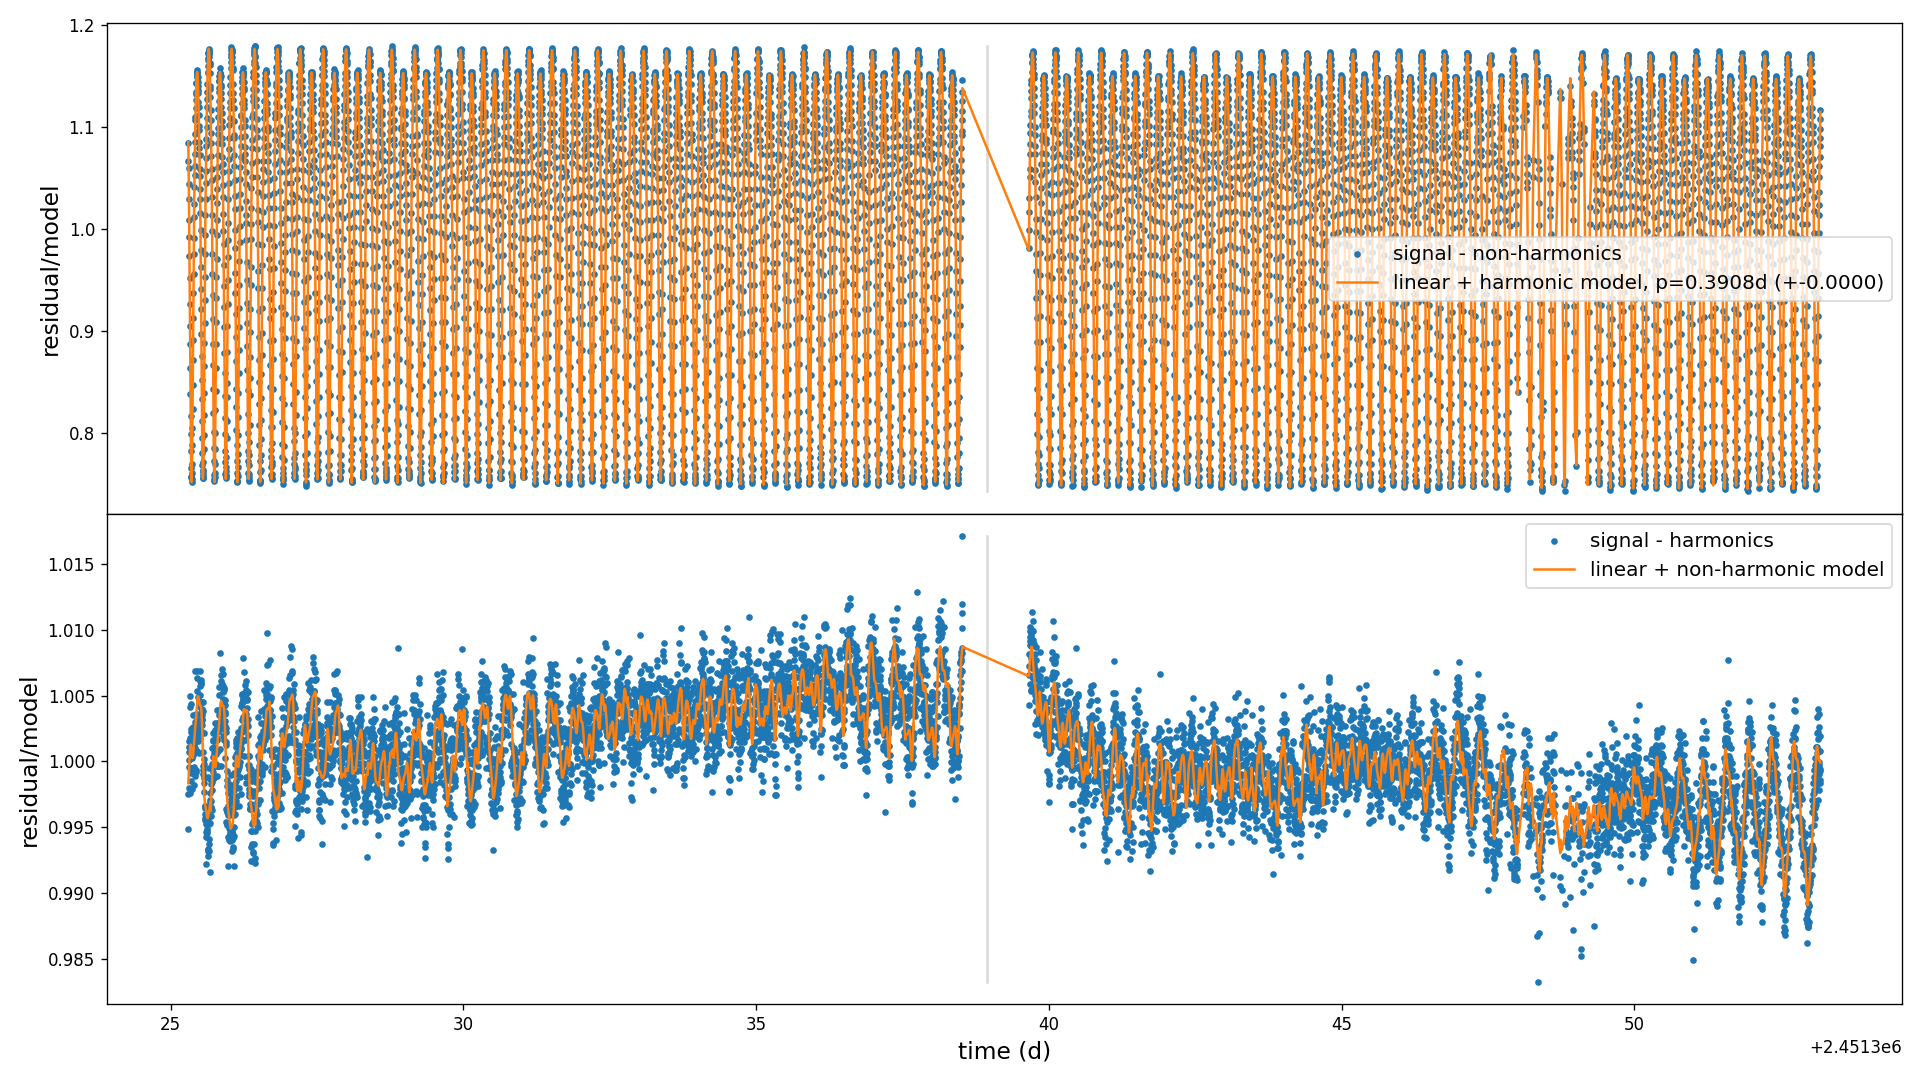 1.2
1.1
1.0
0.9
0.8
residual/model
signal - non-harmonics
linear + harmonic model, p=0.3908d (+-0.0000)
1.015
1.010
1.005
1.000
0.995
0.990
0.985
residual/model
signal - harmonics
linear + non-harmonic model
25
30
35
40
45
50
time (d)
+2.4513e6